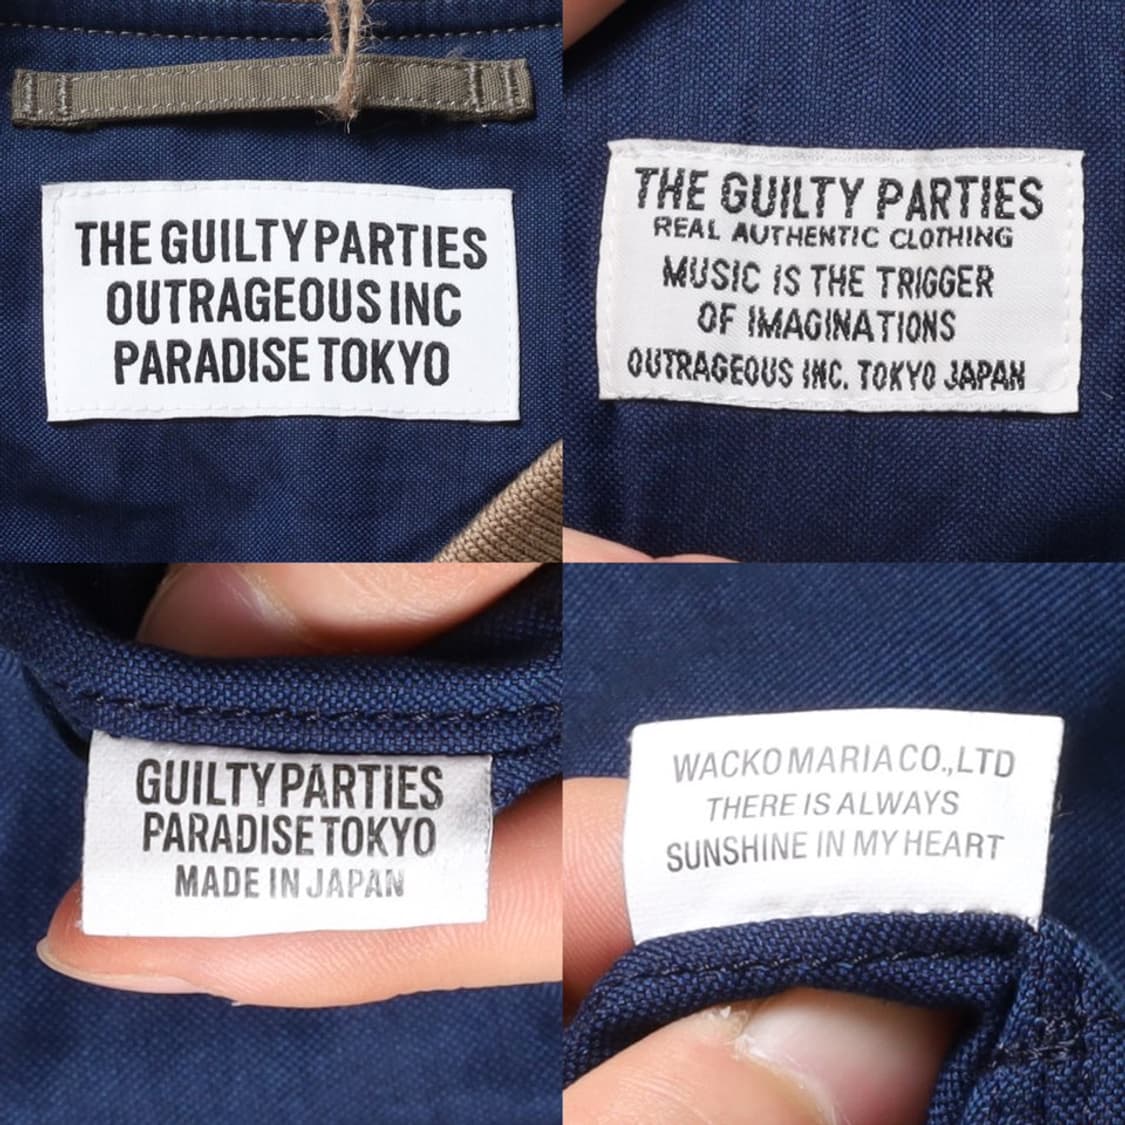 THE GUILTY PARTIES
OUTRAGEOUS INC
PARADISE TOKYO
THE GUILTY PARTIES
REAL AUTHENTIC CLOTHING
MUSIC IS THE TRIGGER
OF IMAGINATIONS
OUTRAGEOUS INC. TOKYO JAPAN
GUILTY PARTIES
PARADISE TOKYO
MADE IN JAPAN
WACKO MARIA CO.,LTD
THERE IS ALWAYS
SUNSHINE IN MY HEART